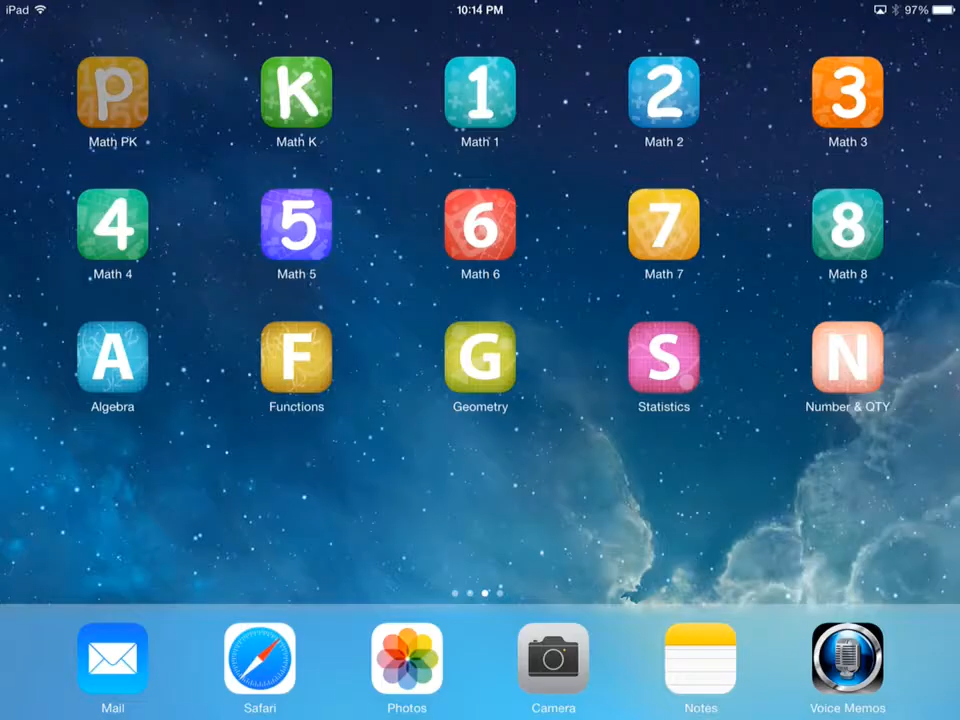 iPad 10:14 PM 97%
P K 1 2 3
Math PK Math K Math 1 Math 2 Math 3
4 5 6 7 8
Math 4 Math 5 Math 6 Math 7 Math 8
A F G S N
Algebra Functions Geometry Statistics Number & QTY
Mail Safari Photos Camera Notes Voice Memos